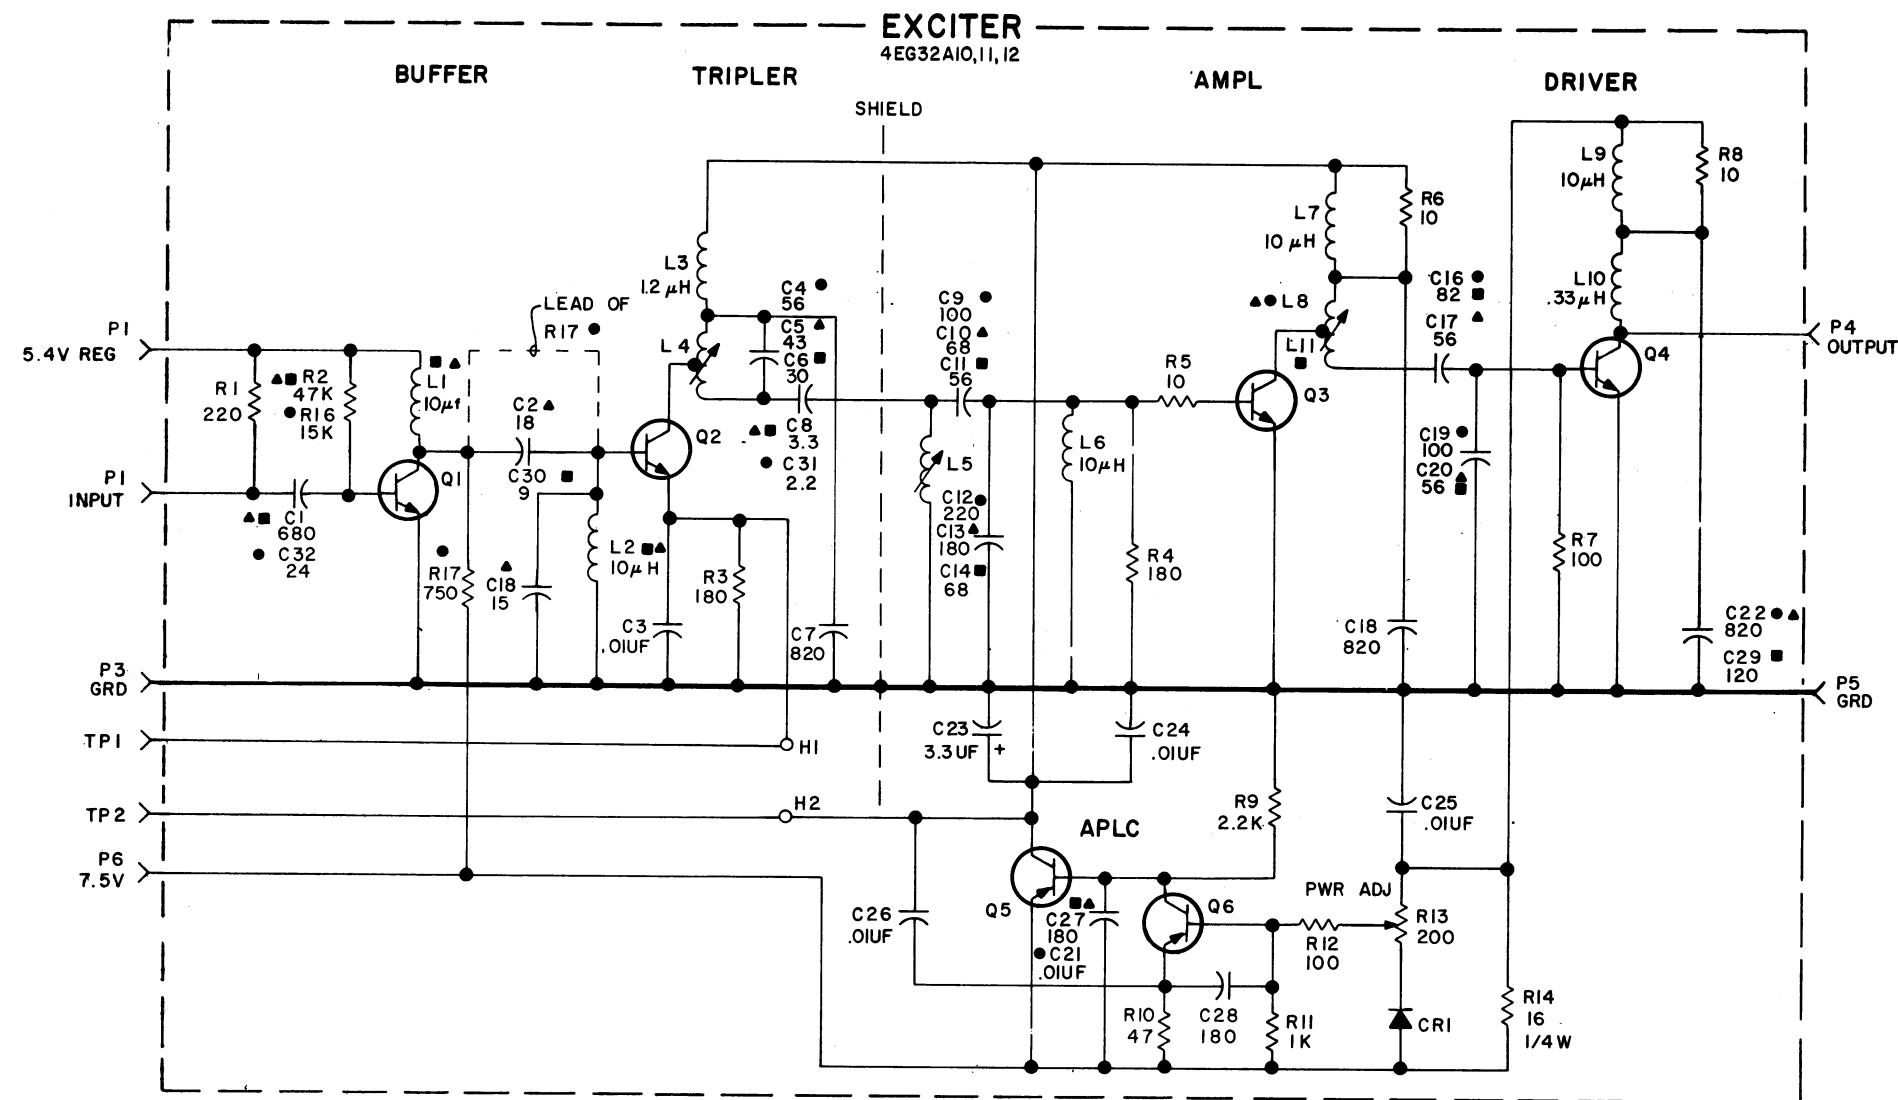 EXCITER
4EG32A10,11,12
BUFFER
TRIPLER
AMPL
DRIVER
SHIELD
L9
10µH
R8
10
L7
10µH
R6
10
L3
1.2µH
L10
.33µH
LEAD OF
R17 ●
C4 ●
56
C5 ▲
43
C6 ■
30
C9 ●
100
C10 ▲
68
C11 ■
56
▲● L8
L11
■
C16 ●
82 ■
C17 ▲
56
P1
5.4V REG
P4
OUTPUT
Q4
L4
R1
220
▲■ R2
47K
● R16
15K
■ ▲
L1
10µf
C2 ▲
18
C30 ■
9
Q2
▲■ C8
3.3
● C31
2.2
R5
10
Q3
L5
L6
10µH
C19 ●
100
C20 ▲
56 ■
P1
INPUT
Q1
▲■ C1
680
● C32
24
C12 ●
220
C13 ▲
180
C14 ■
68
●
R17
750
▲
C18
15
L2 ■▲
10µH
R3
180
R4
180
R7
100
C3
.01UF
C7
820
C18
820
C22 ●▲
820
C29 ■
120
P3
GRD
P5
GRD
TP1
H1
C23
3.3UF +
C24
.01UF
TP2
H2
APLC
R9
2.2K
C25
.01UF
P6
7.5V
PWR ADJ
Q5
C26
.01UF
■▲
C27
180
● C21
.01UF
Q6
R12
100
R13
200
R10
47
C28
180
R11
1K
CR1
R14
16
1/4W